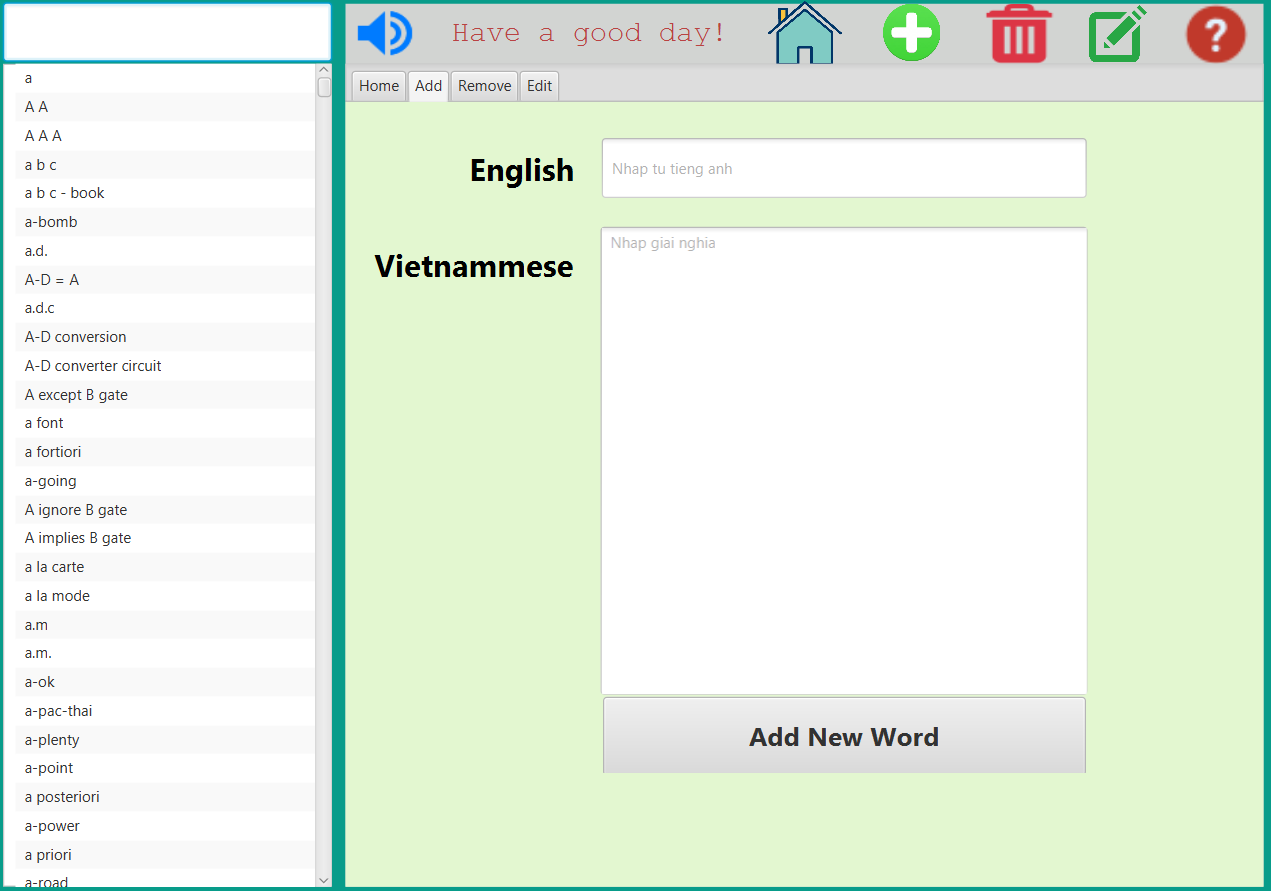 Have a good day!
?
Home Add Remove Edit
a
A A
A A A
a b c
a b c - book
a-bomb
a.d.
A-D = A
a.d.c
A-D conversion
A-D converter circuit
A except B gate
a font
a fortiori
a-going
A ignore B gate
A implies B gate
a la carte
a la mode
a.m
a.m.
a-ok
a-pac-thai
a-plenty
a-point
a posteriori
a-power
a priori
a-road
English
Nhap tu tieng anh
Vietnammese
Nhap giai nghia
Add New Word